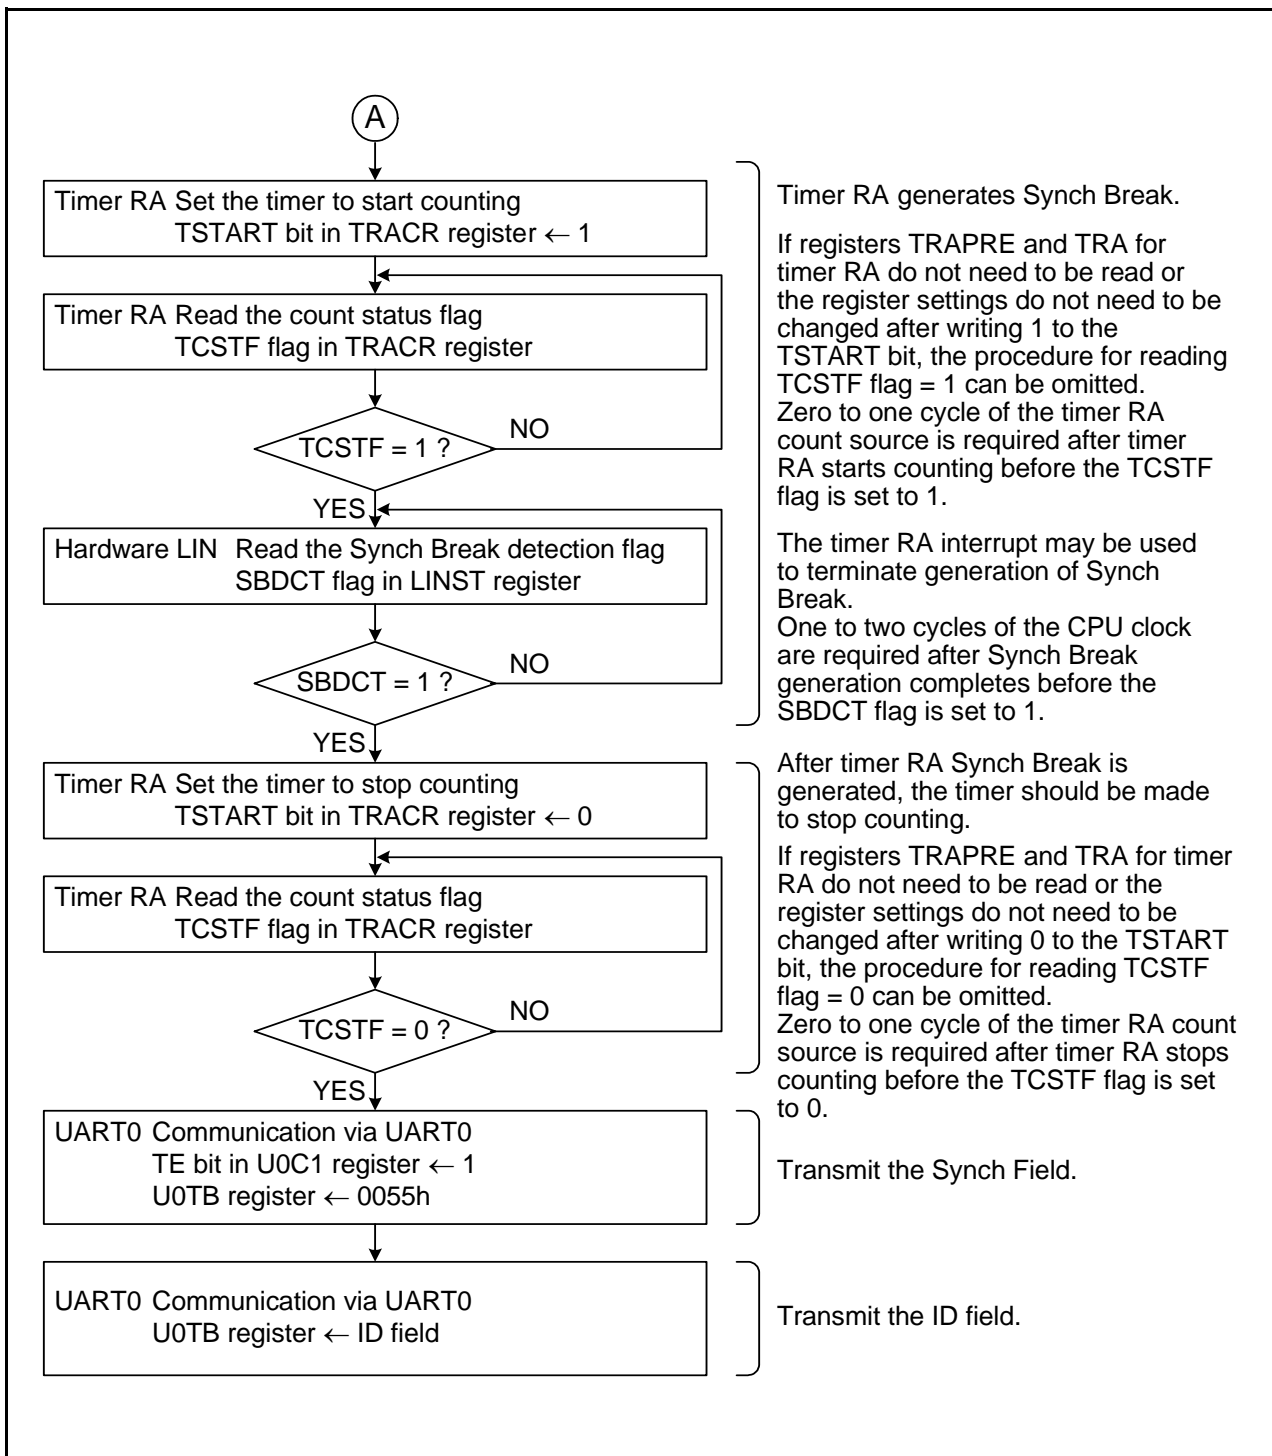 A
Timer RA Set the timer to start counting
TSTART bit in TRACR register ← 1
Timer RA Read the count status flag
TCSTF flag in TRACR register
TCSTF = 1 ?
NO
YES
Hardware LIN Read the Synch Break detection flag
SBDCT flag in LINST register
SBDCT = 1 ?
NO
YES
Timer RA generates Synch Break.
If registers TRAPRE and TRA for
timer RA do not need to be read or
the register settings do not need to be
changed after writing 1 to the
TSTART bit, the procedure for reading
TCSTF flag = 1 can be omitted.
Zero to one cycle of the timer RA
count source is required after timer
RA starts counting before the TCSTF
flag is set to 1.
The timer RA interrupt may be used
to terminate generation of Synch
Break.
One to two cycles of the CPU clock
are required after Synch Break
generation completes before the
SBDCT flag is set to 1.
Timer RA Set the timer to stop counting
TSTART bit in TRACR register ← 0
Timer RA Read the count status flag
TCSTF flag in TRACR register
TCSTF = 0 ?
NO
YES
After timer RA Synch Break is
generated, the timer should be made
to stop counting.
If registers TRAPRE and TRA for timer
RA do not need to be read or the
register settings do not need to be
changed after writing 0 to the TSTART
bit, the procedure for reading TCSTF
flag = 0 can be omitted.
Zero to one cycle of the timer RA count
source is required after timer RA stops
counting before the TCSTF flag is set
to 0.
UART0 Communication via UART0
TE bit in U0C1 register ← 1
U0TB register ← 0055h
Transmit the Synch Field.
UART0 Communication via UART0
U0TB register ← ID field
Transmit the ID field.